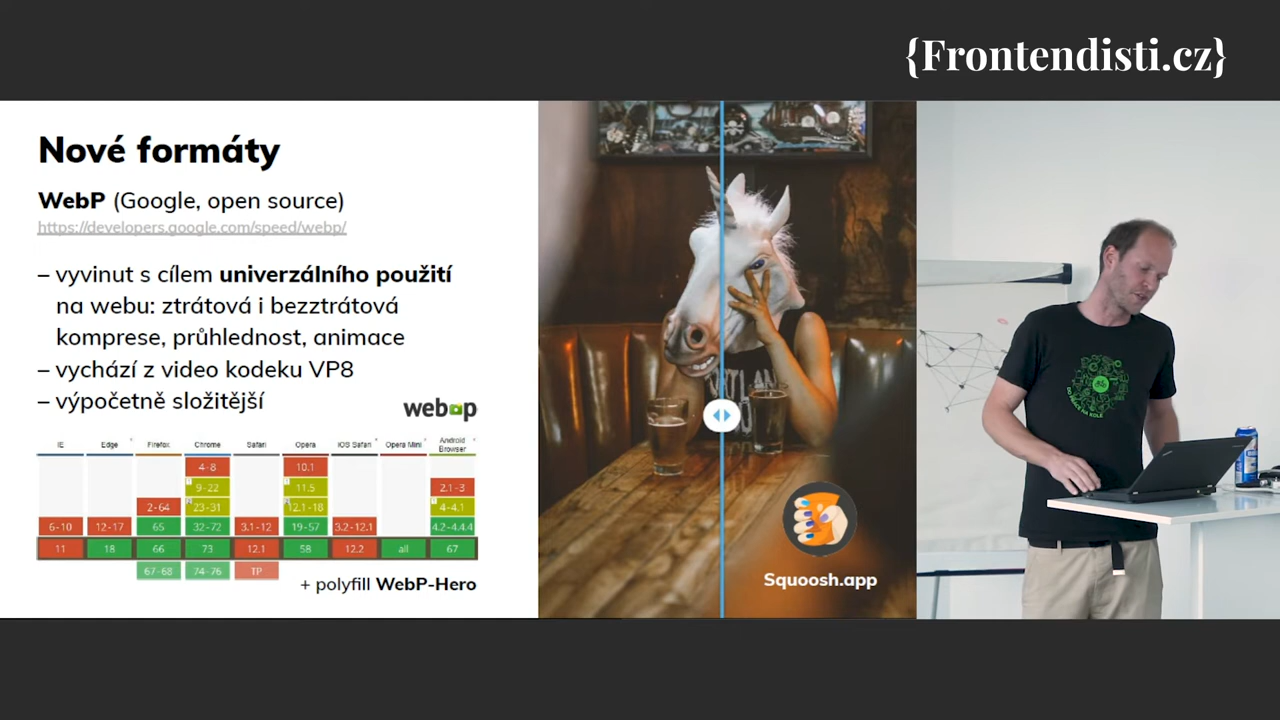 {Frontendisti.cz}
Nové formáty
WebP (Google, open source)
https://developers.google.com/speed/webp/
– vyvinut s cílem univerzálního použití
na webu: ztrátová i bezztrátová
komprese, průhlednost, animace
– vychází z video kodeku VP8
– výpočetně složitější
webp
IE Edge Firefox Chrome Safari Opera iOS Safari Opera Mini Android Browser
4-8 10.1
9-22 11.5 2.1-3
2-64 23-31 12.1-18 4-4.1
6-10 12-17 65 32-72 3.1-12 19-57 3.2-12.1 4.2-4.4.4
11 18 66 73 12.1 58 12.2 all 67
67-68 74-76 TP
+ polyfill WebP-Hero
Squoosh.app
DO PRÁCE NA KOLE